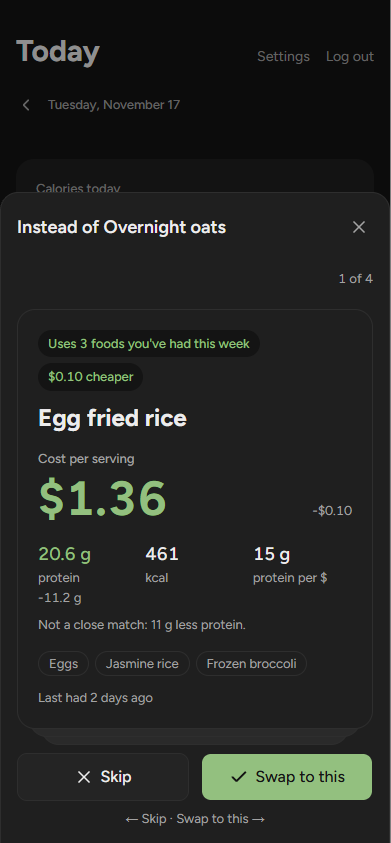 Today
Settings Log out
Tuesday, November 17
Calories today
Instead of Overnight oats
1 of 4
Uses 3 foods you've had this week
$0.10 cheaper
Egg fried rice
Cost per serving
$1.36 -$0.10
20.6 g 461 15 g
protein kcal protein per $
-11.2 g
Not a close match: 11 g less protein.
Eggs Jasmine rice Frozen broccoli
Last had 2 days ago
Skip Swap to this
← Skip · Swap to this →